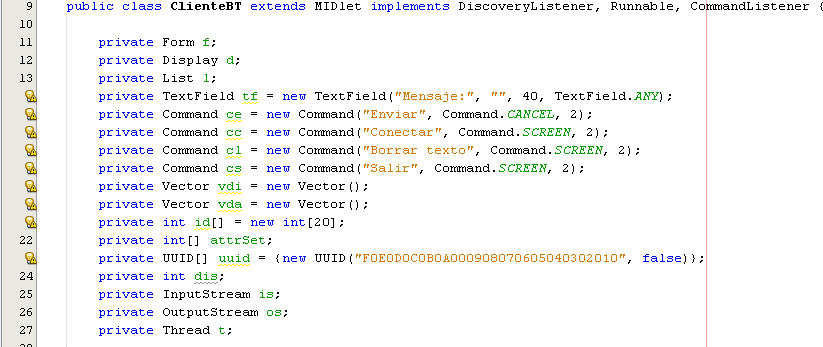 9 public class ClienteBT extends MIDlet implements DiscoveryListener, Runnable, CommandListener {
10
11 private Form f;
12 private Display d;
13 private List l;
private TextField tf = new TextField("Mensaje:", "", 40, TextField.ANY);
private Command ce = new Command("Enviar", Command.CANCEL, 2);
private Command cc = new Command("Conectar", Command.SCREEN, 2);
private Command cl = new Command("Borrar texto", Command.SCREEN, 2);
private Command cs = new Command("Salir", Command.SCREEN, 2);
private Vector vdi = new Vector();
private Vector vda = new Vector();
private int id[] = new int[20];
22 private int[] attrSet;
private UUID[] uuid = {new UUID("F0E0D0C0B0A000908070605040302010", false)};
24 private int dis;
25 private InputStream is;
26 private OutputStream os;
27 private Thread t;